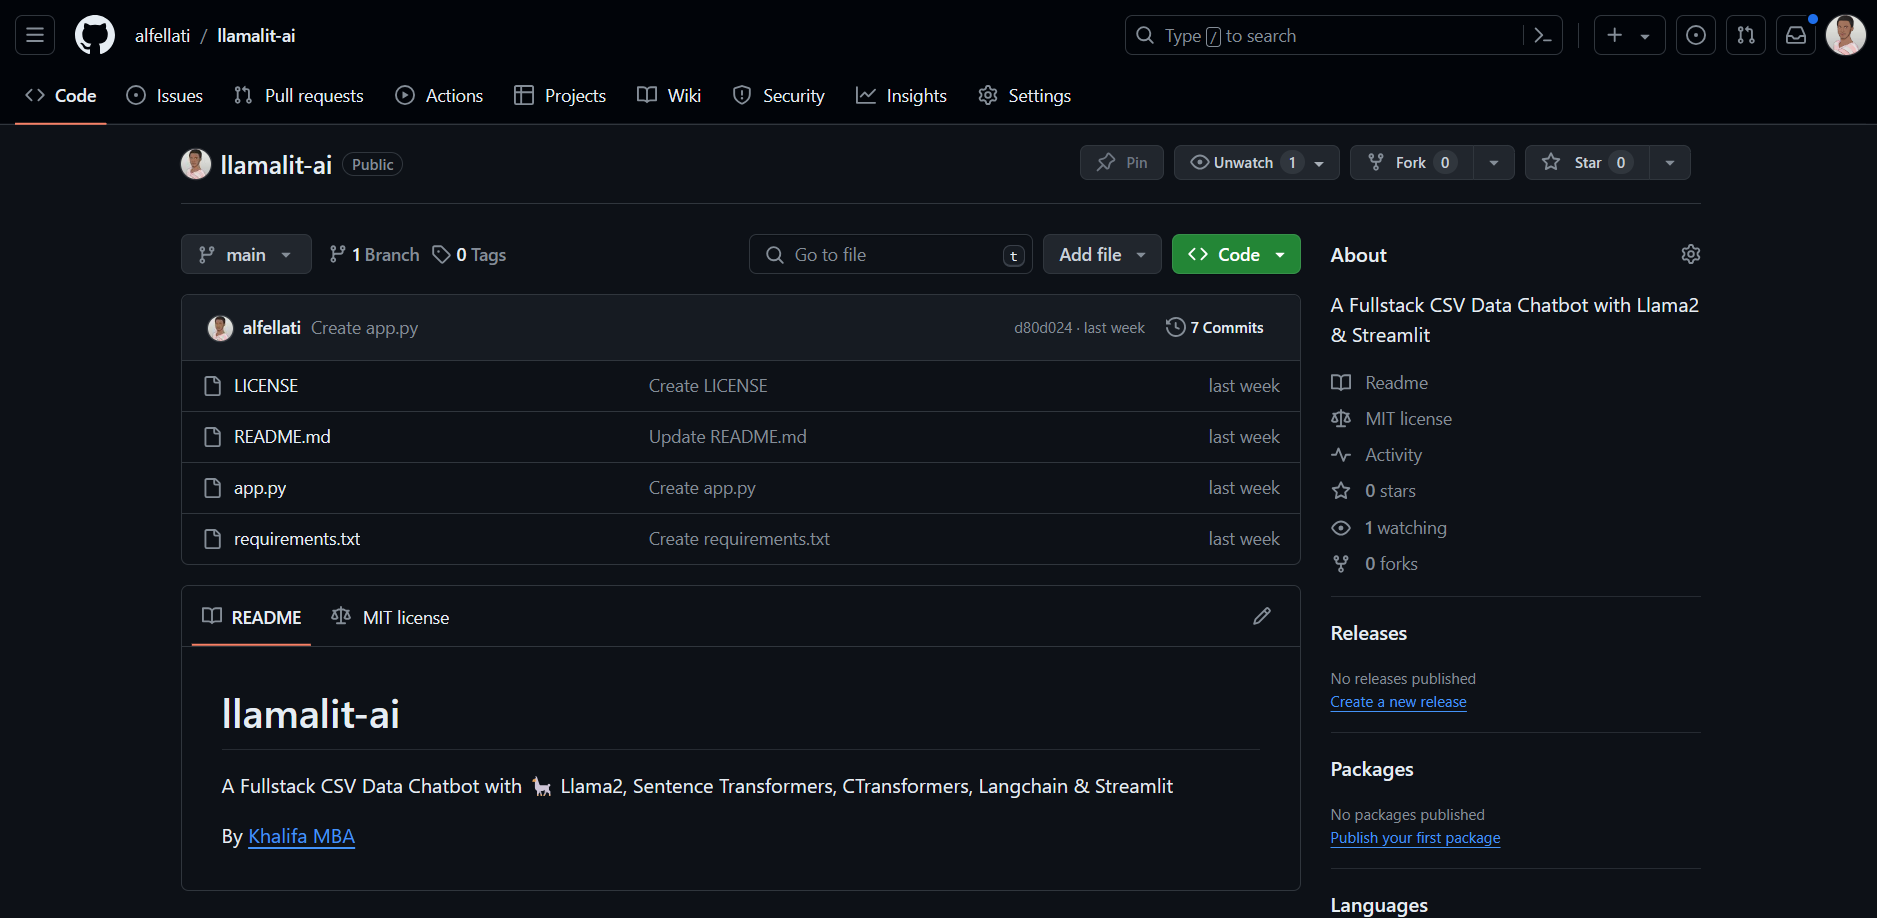 alfellati / llamalit-ai
Type / to search
Code Issues Pull requests Actions Projects Wiki Security Insights Settings
llamalit-ai Public
Pin Unwatch 1 Fork 0 Star 0
main 1 Branch 0 Tags Go to file t Add file Code
alfellati Create app.py d80d024 · last week 7 Commits
LICENSE Create LICENSE last week
README.md Update README.md last week
app.py Create app.py last week
requirements.txt Create requirements.txt last week
README MIT license
llamalit-ai
A Fullstack CSV Data Chatbot with 🐐 Llama2, Sentence Transformers, CTransformers, Langchain & Streamlit
By Khalifa MBA
About
A Fullstack CSV Data Chatbot with Llama2
& Streamlit
Readme
MIT license
Activity
0 stars
1 watching
0 forks
Releases
No releases published
Create a new release
Packages
No packages published
Publish your first package
Languages